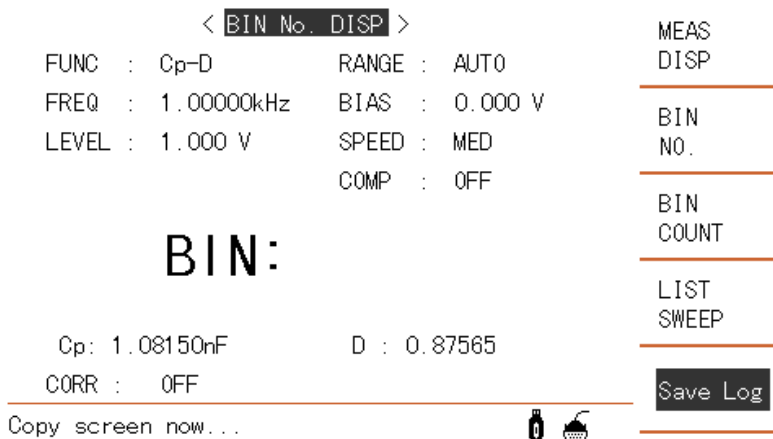 < BIN No. DISP >
FUNC : Cp-D RANGE : AUTO
FREQ : 1.00000kHz BIAS : 0.000 V
LEVEL : 1.000 V SPEED : MED
COMP : OFF
BIN:
Cp: 1.08150nF D : 0.87565
CORR : OFF
Copy screen now...
MEAS
DISP
BIN
NO.
BIN
COUNT
LIST
SWEEP
Save Log